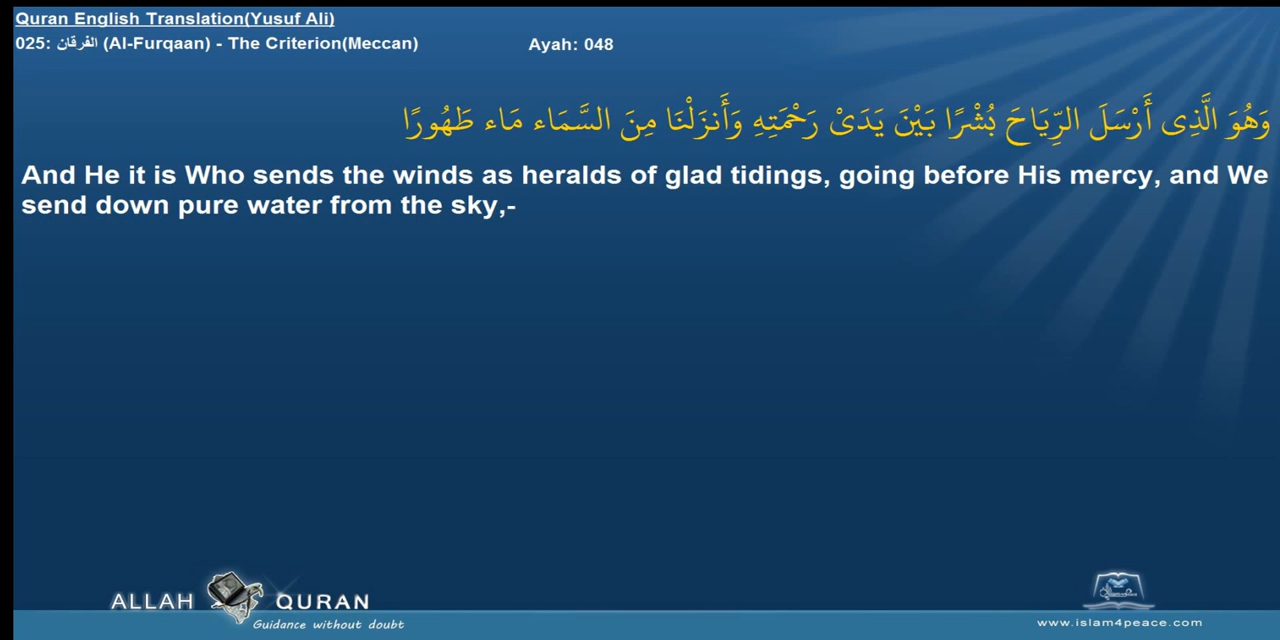 Quran English Translation(Yusuf Ali)
025: الفرقان (Al-Furqaan) - The Criterion(Meccan) Ayah: 048
وَهُوَ الَّذِى أَرْسَلَ الرِّيَاحَ بُشْرًا بَيْنَ يَدَىْ رَحْمَتِهِ وَأَنزَلْنَا مِنَ السَّمَاء مَاء طَهُورًا
And He it is Who sends the winds as heralds of glad tidings, going before His mercy, and We
send down pure water from the sky,-
ALLAH QURAN
Guidance without doubt
www.islam4peace.com